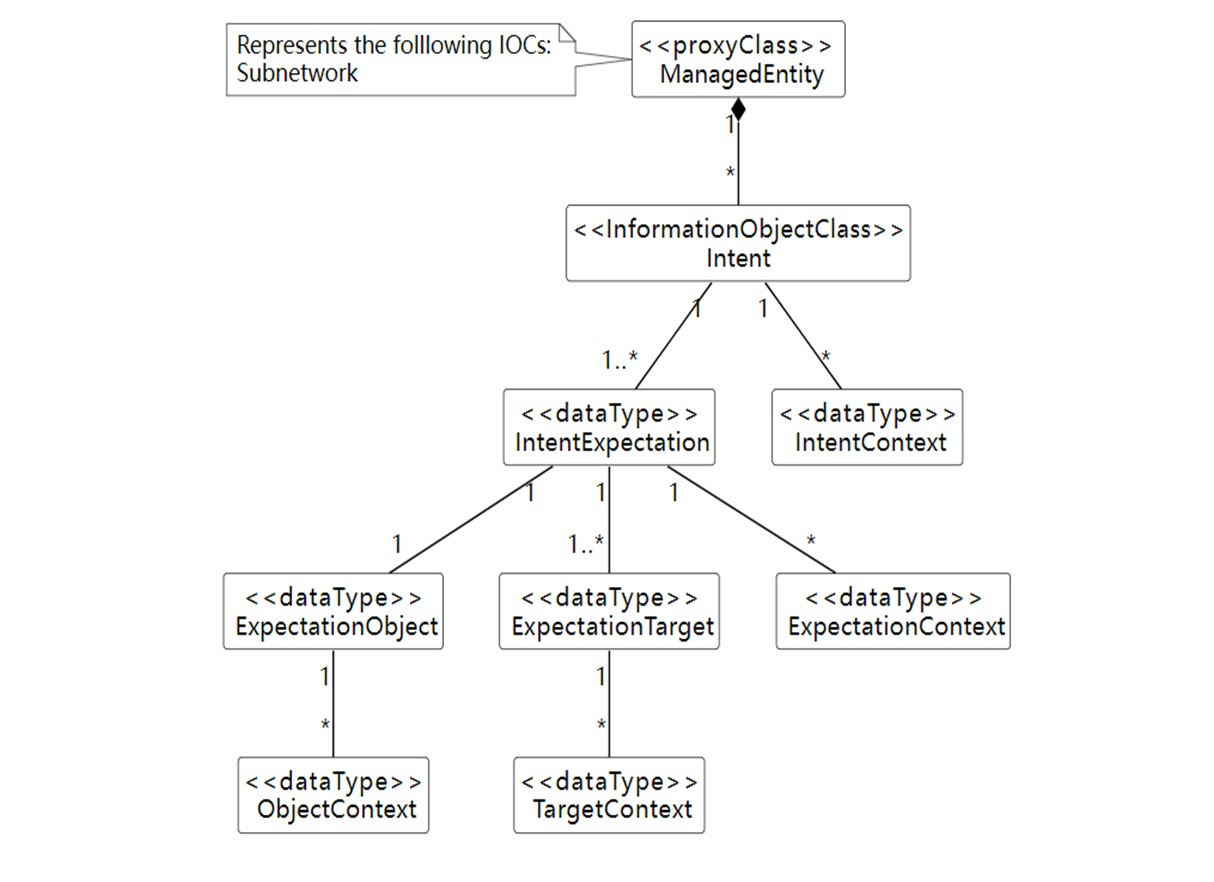 Represents the folllowing IOCs:
Subnetwork
<<proxyClass>>
ManagedEntity
1
*
<<InformationObjectClass>>
Intent
1
1
1..*
*
<<dataType>>
IntentExpectation
<<dataType>>
IntentContext
1
1
1
1
1..*
*
<<dataType>>
ExpectationObject
<<dataType>>
ExpectationTarget
<<dataType>>
ExpectationContext
1
1
*
*
<<dataType>>
ObjectContext
<<dataType>>
TargetContext